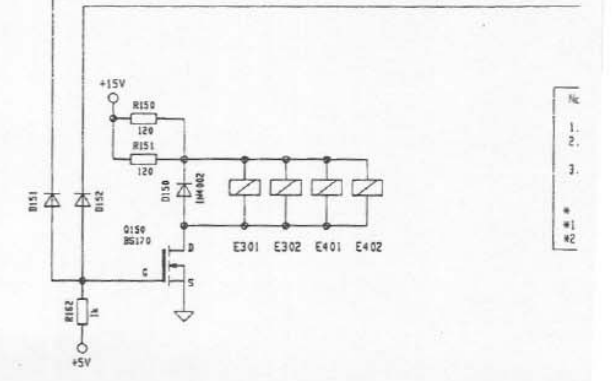 +15V
R150
120
R151
120
D150
1N4002
D151
D152
Q150
BS170
D
G
S
E301 E302 E401 E402
R162
1k
+5V
1.
2.
3.
*
*1
*2